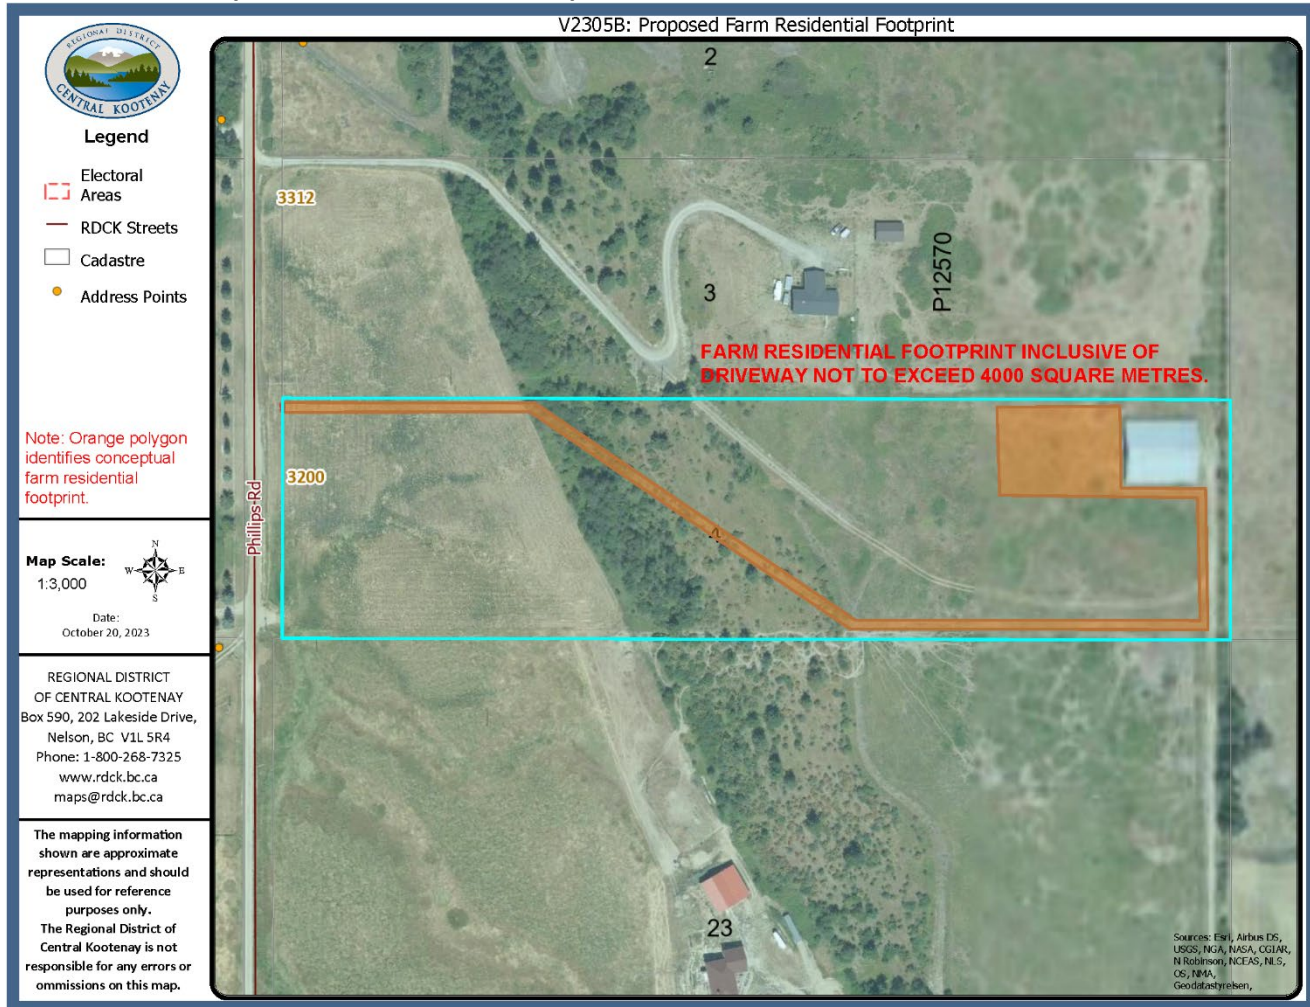 V2305B: Proposed Farm Residential Footprint
REGIONAL DISTRICT
CENTRAL KOOTENAY
Legend
Electoral
Areas
RDCK Streets
Cadastre
Address Points
Note: Orange polygon
identifies conceptual
farm residential
footprint.
Map Scale:
1:3,000
N
W
E
S
Date:
October 20, 2023
REGIONAL DISTRICT
OF CENTRAL KOOTENAY
Box 590, 202 Lakeside Drive,
Nelson, BC V1L 5R4
Phone: 1-800-268-7325
www.rdck.bc.ca
maps@rdck.bc.ca
The mapping information
shown are approximate
representations and should
be used for reference
purposes only.
The Regional District of
Central Kootenay is not
responsible for any errors or
ommissions on this map.
2
3312
3
P12570
FARM RESIDENTIAL FOOTPRINT INCLUSIVE OF
DRIVEWAY NOT TO EXCEED 4000 SQUARE METRES.
3200
Phillips-Rd
23
Sources: Esri, Airbus DS,
USGS, NGA, NASA, CGIAR,
N Robinson, NCEAS, NLS,
OS, NMA,
Geodatastyrelsen,